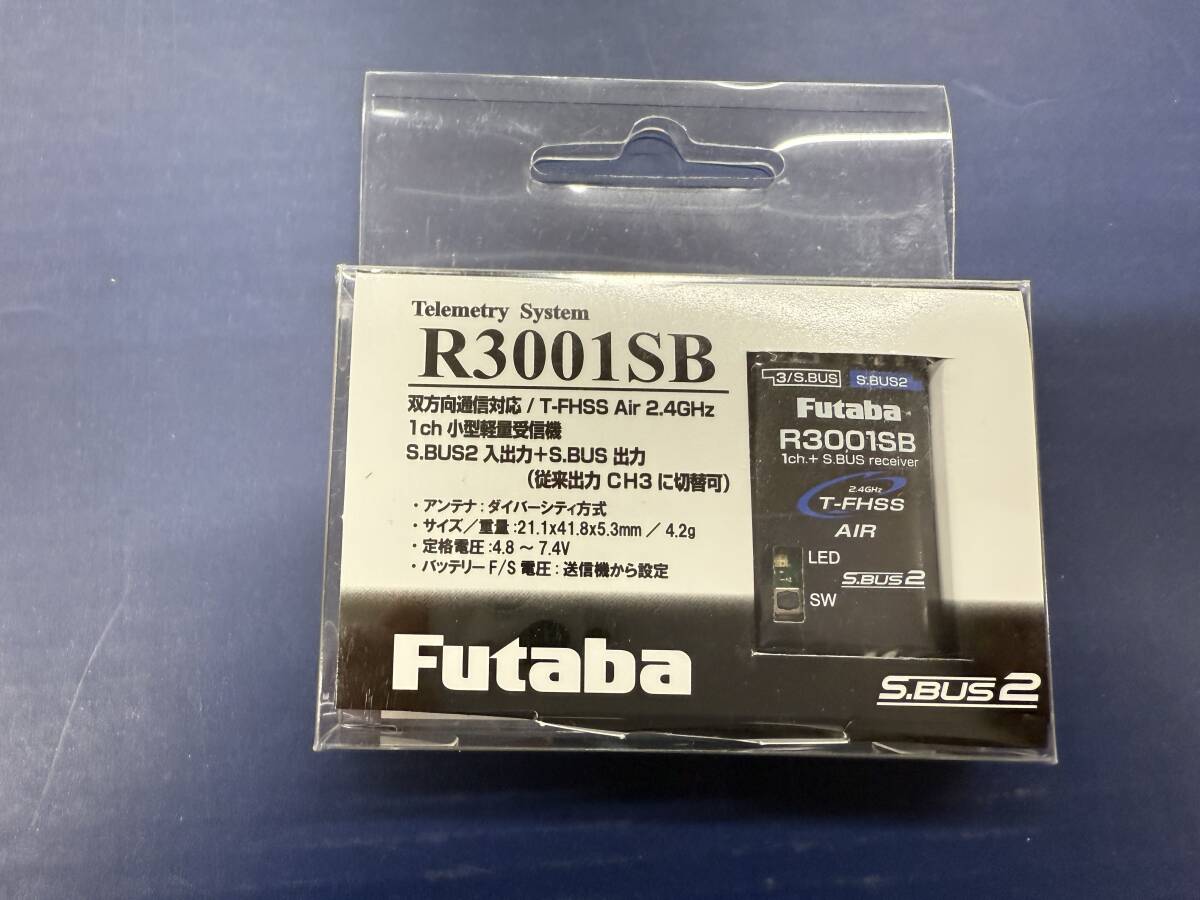 Telemetry System
R3001SB
双方向通信対応 / T-FHSS Air 2.4GHz
1ch 小型軽量受信機
S.BUS2 入出力+S.BUS 出力
(従来出力 CH3 に切替可)
・アンテナ:ダイバーシティ方式
・サイズ/重量:21.1x41.8x5.3mm / 4.2g
・定格電圧:4.8 ~ 7.4V
・バッテリーF/S 電圧:送信機から設定
Futaba
3/S.BUS S.BUS2
Futaba
R3001SB
1ch.+ S.BUS receiver
2.4GHz
T-FHSS
AIR
LED
S.BUS2
SW
S.BUS2